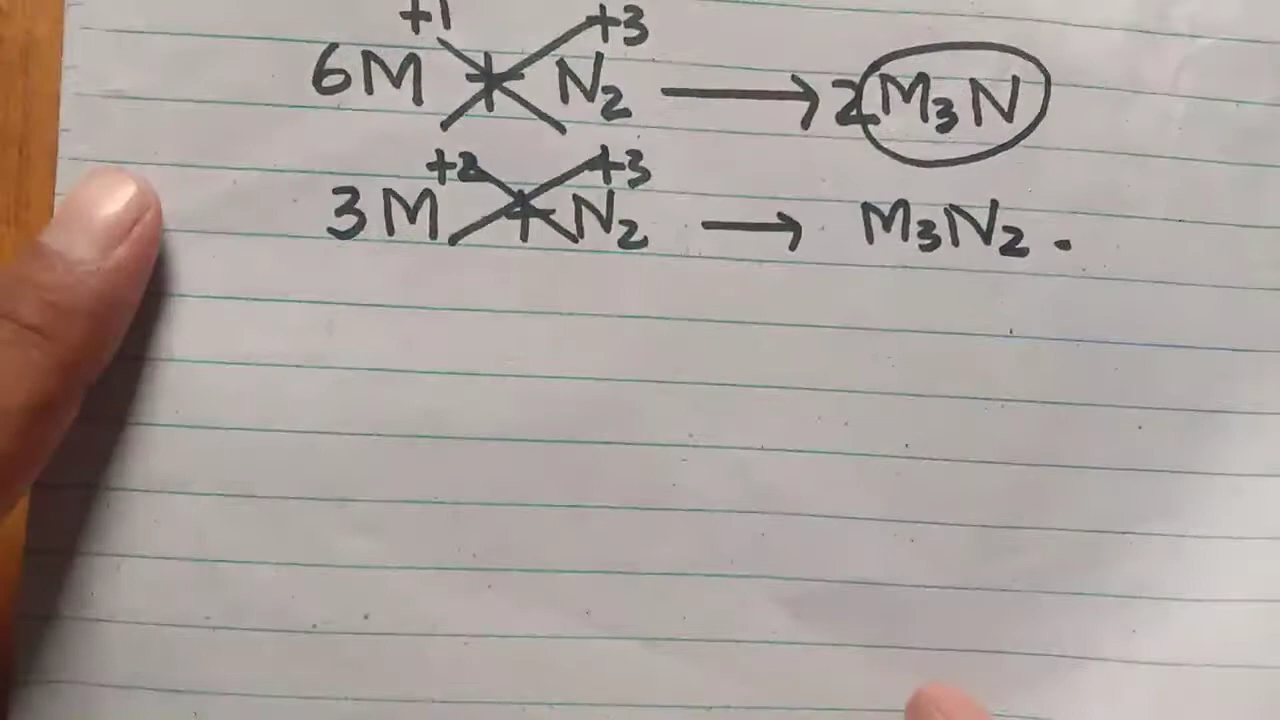 +1 +3
6M + N₂ ⟶ 2M₃N
+2 +3
3M + N₂ ⟶ M₃N₂.